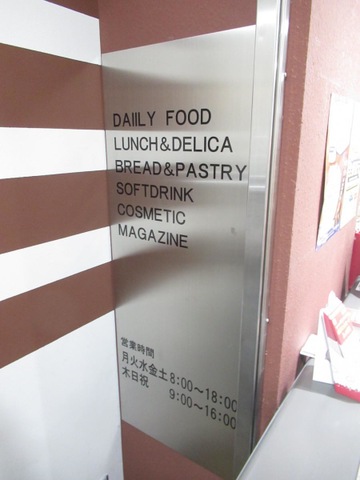 DAIILY FOOD
LUNCH&DELICA
BREAD&PASTRY
SOFTDRINK
COSMETIC
MAGAZINE
営業時間
月火水金土8:00～18:00
木日祝 9:00～16:00